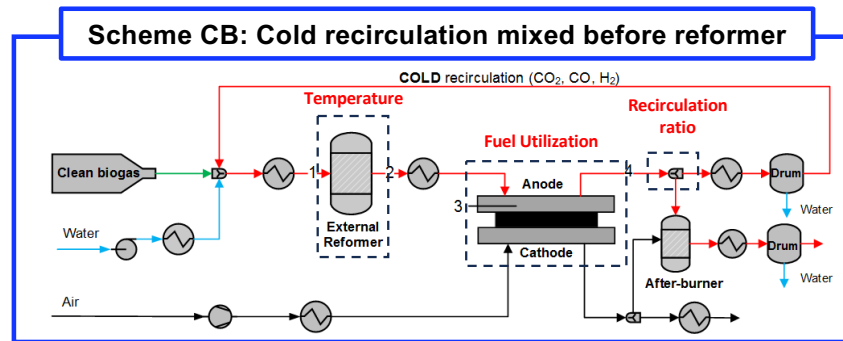 Scheme CB: Cold recirculation mixed before reformer
COLD recirculation (CO2, CO, H2)
Temperature
Recirculation
ratio
Fuel Utilization
Clean biogas
1
2
4
Anode
Drum
3
Water
External
Reformer
Water
Cathode
Drum
After-burner
Water
Air